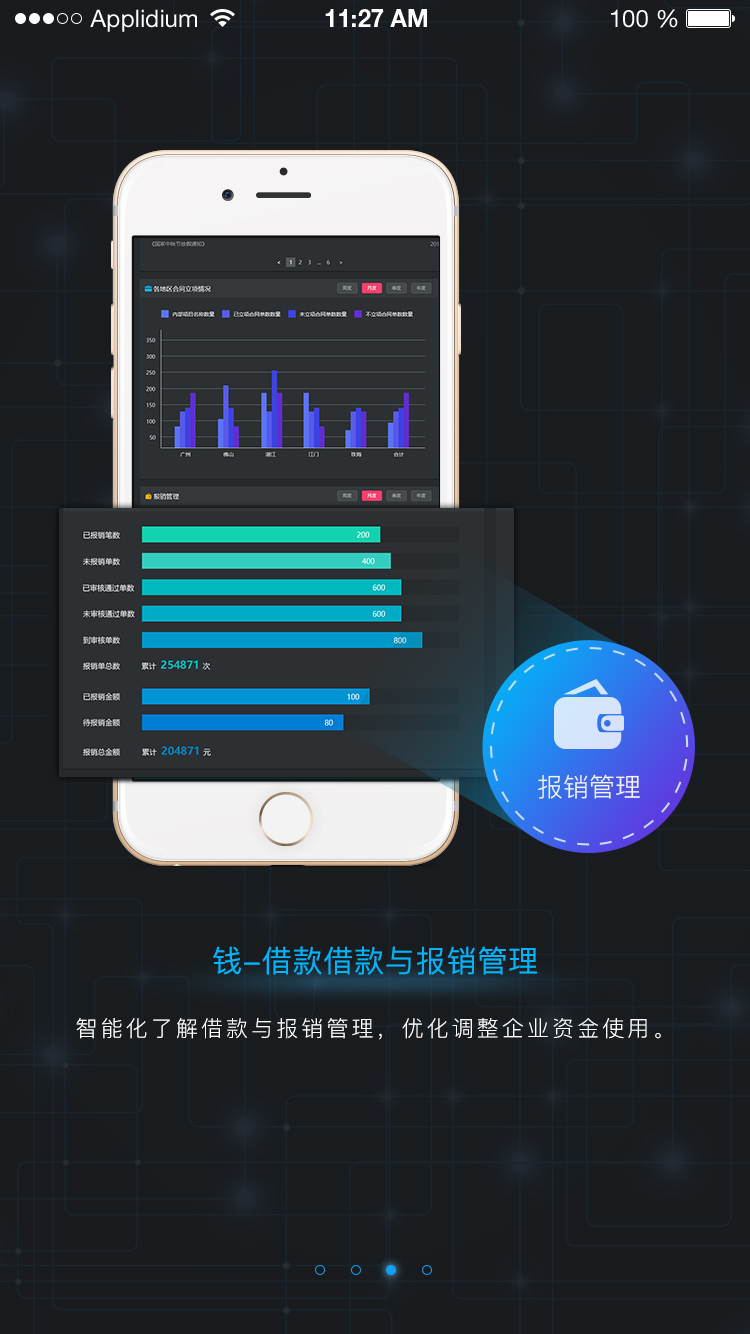 Applidium 11:27 AM 100 %
《国家中秋节放假通知》 201
< 1 2 3 ... 6 >
各地区合同立项情况 周度 月度 季度 年度
内部项目名称数量 已立项合同单数数量 未立项合同单数数量 不立项合同单数数量
350
300
250
200
150
100
50
广州 佛山 湛江 江门 珠海 合计
报销管理 周度 月度 季度 年度
已报销笔数 200
未报销单数 400
已审核通过单数 600
未审核通过单数 600
到审核单数 800
报销单总数 累计 254871 次
已报销金额 100
待报销金额 80
报销总金额 累计 204871 元
报销管理
钱–借款借款与报销管理
智能化了解借款与报销管理，优化调整企业资金使用。